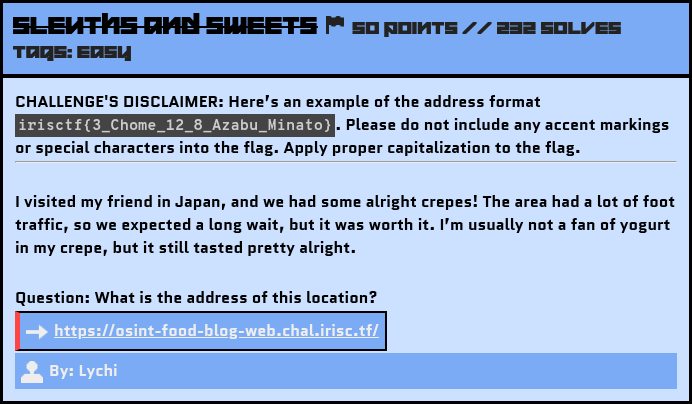 Sleuths and Sweets 50 points // 232 solves
Tags: Easy
CHALLENGE'S DISCLAIMER: Here's an example of the address format
irisctf{3_Chome_12_8_Azabu_Minato}. Please do not include any accent markings
or special characters into the flag. Apply proper capitalization to the flag.
I visited my friend in Japan, and we had some alright crepes! The area had a lot of foot
traffic, so we expected a long wait, but it was worth it. I'm usually not a fan of yogurt
in my crepe, but it still tasted pretty alright.
Question: What is the address of this location?
https://osint-food-blog-web.chal.irisc.tf/
By: Lychi